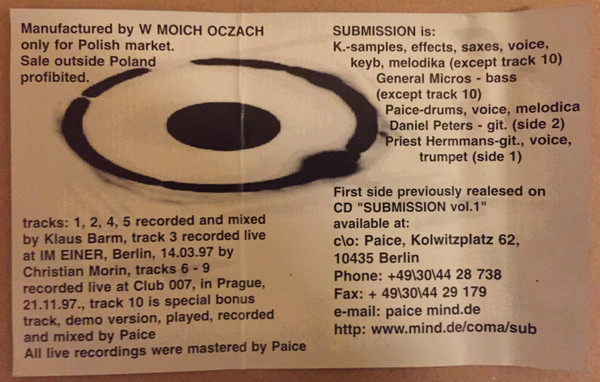 Manufactured by W MOICH OCZACH
only for Polish market.
Sale outside Poland
profibited.
tracks: 1, 2, 4, 5 recorded and mixed
by Klaus Barm, track 3 recorded live
at IM EINER, Berlin, 14.03.97 by
Christian Morin, tracks 6 - 9
recorded live at Club 007, in Prague,
21.11.97., track 10 is special bonus
track, demo version, played, recorded
and mixed by Paice
All live recordings were mastered by Paice
SUBMISSION is:
K.-samples, effects, saxes, voice,
keyb, melodika (except track 10)
General Micros - bass
(except track 10)
Paice-drums, voice, melodica
Daniel Peters - git. (side 2)
Priest Hermmans-git., voice,
trumpet (side 1)
First side previously realesed on
CD "SUBMISSION vol.1"
available at:
c\o: Paice, Kolwitzplatz 62,
10435 Berlin
Phone: +49\30\44 28 738
Fax: + 49\30\44 29 179
e-mail: paice mind.de
http: www.mind.de/coma/sub